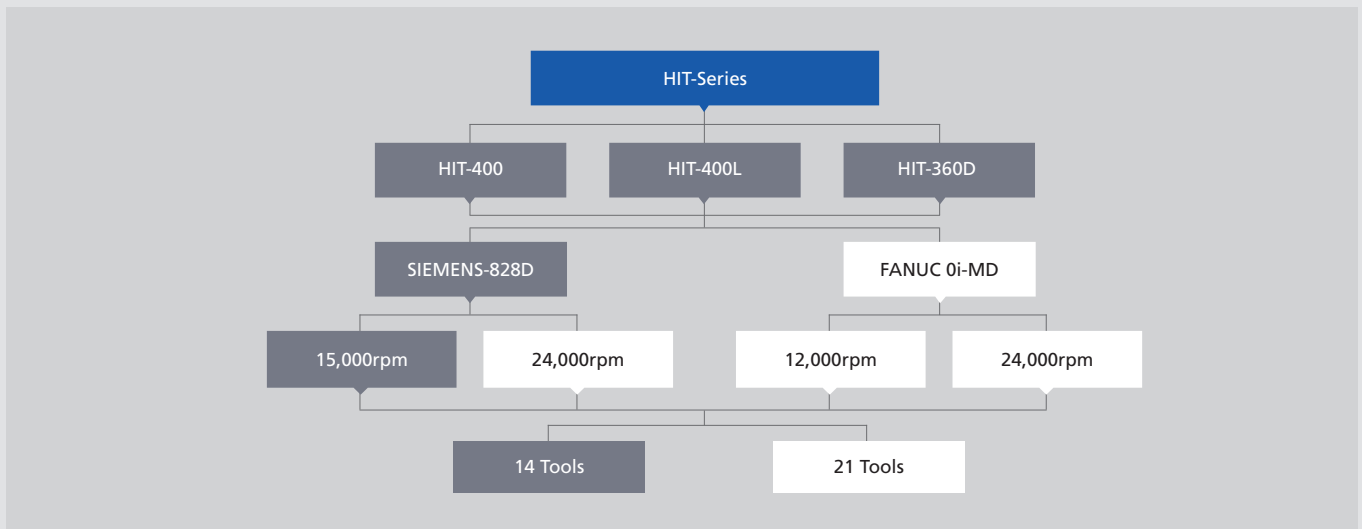 HIT-Series
HIT-400
HIT-400L
HIT-360D
SIEMENS-828D
FANUC 0i-MD
15,000rpm
24,000rpm
12,000rpm
24,000rpm
14 Tools
21 Tools